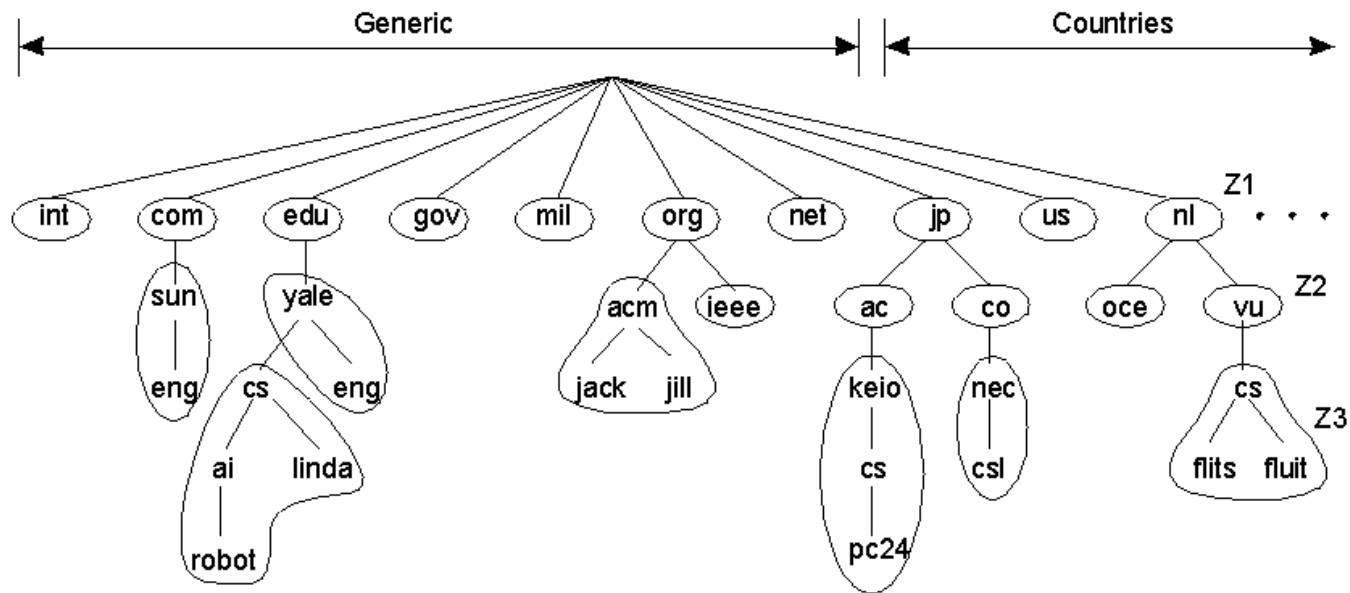 Generic Countries
int com edu gov mil org net jp us nl Z1 . . .
sun yale acm ieee ac co oce vu Z2
eng cs eng jack jill keio nec cs Z3
ai linda cs csl flits fluit
robot pc24